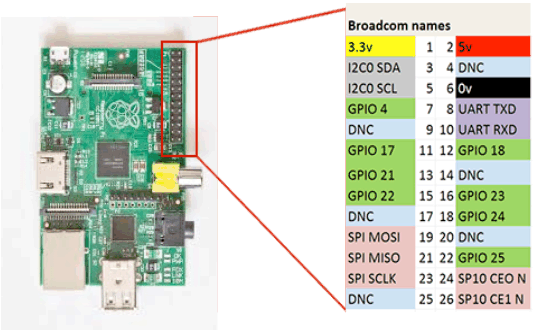 Broadcom names
3.3v 1 2 5v
I2C0 SDA 3 4 DNC
I2C0 SCL 5 6 0v
GPIO 4 7 8 UART TXD
DNC 9 10 UART RXD
GPIO 17 11 12 GPIO 18
GPIO 21 13 14 DNC
GPIO 22 15 16 GPIO 23
DNC 17 18 GPIO 24
SPI MOSI 19 20 DNC
SPI MISO 21 22 GPIO 25
SPI SCLK 23 24 SP10 CEO N
DNC 25 26 SP10 CE1 N